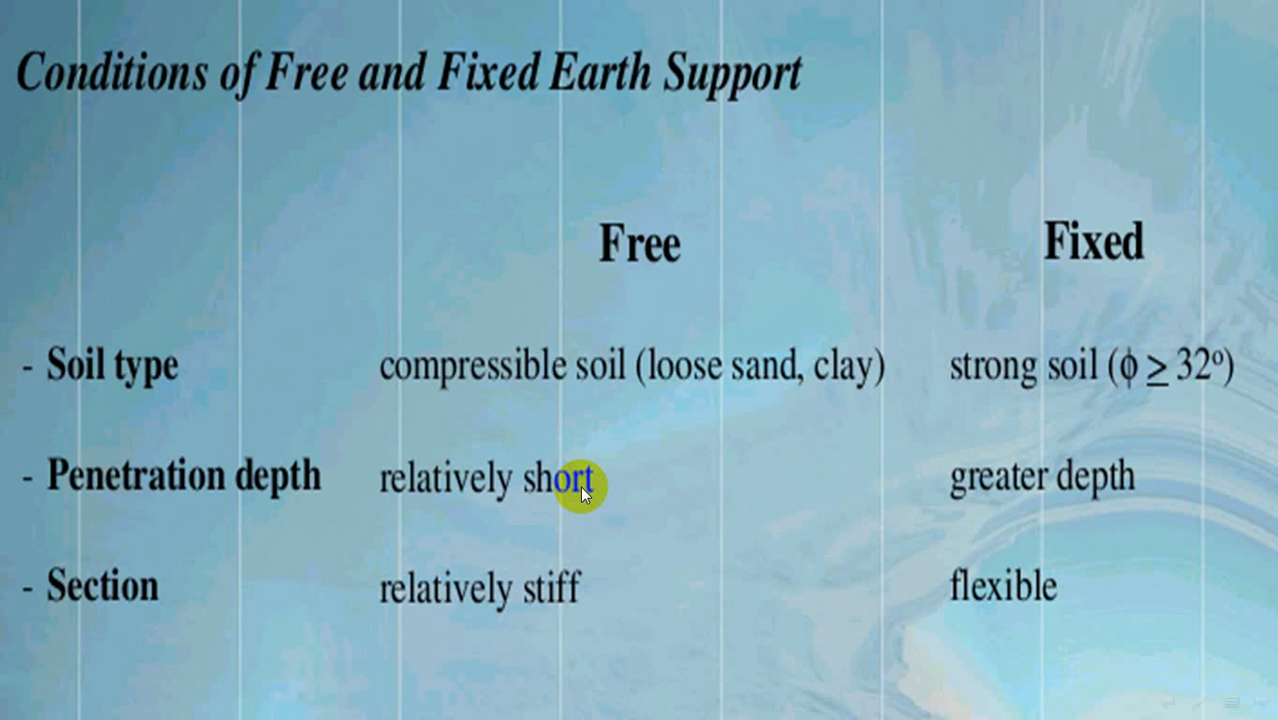 Conditions of Free and Fixed Earth Support
Free Fixed
- Soil type compressible soil (loose sand, clay) strong soil (ϕ ≥ 32º)
- Penetration depth relatively short greater depth
- Section relatively stiff flexible